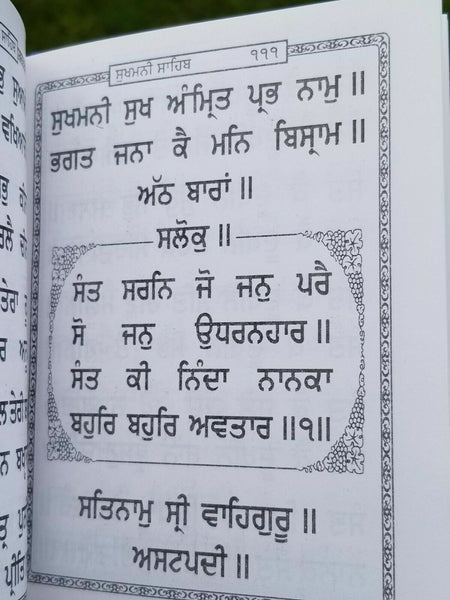 ਸੁਖਮਨੀ ਸਾਹਿਬ ੧੧੧
ਸੁਖਮਨੀ ਸੁਖ ਅੰਮ੍ਰਿਤ ਪ੍ਰਭ ਨਾਮੁ ॥
ਭਗਤ ਜਨਾ ਕੈ ਮਨਿ ਬਿਸ੍ਰਾਮ ॥
ਅੱਠ ਬਾਰਾਂ ॥
ਸਲੋਕੁ ॥
ਸੰਤ ਸਰਨਿ ਜੋ ਜਨੁ ਪਰੈ
ਸੋ ਜਨੁ ਉਧਰਨਹਾਰ ॥
ਸੰਤ ਕੀ ਨਿੰਦਾ ਨਾਨਕਾ
ਬਹੁਰਿ ਬਹੁਰਿ ਅਵਤਾਰ ॥੧॥
ਸਤਿਨਾਮੁ ਸ੍ਰੀ ਵਾਹਿਗੁਰੂ ॥
ਅਸਟਪਦੀ ॥